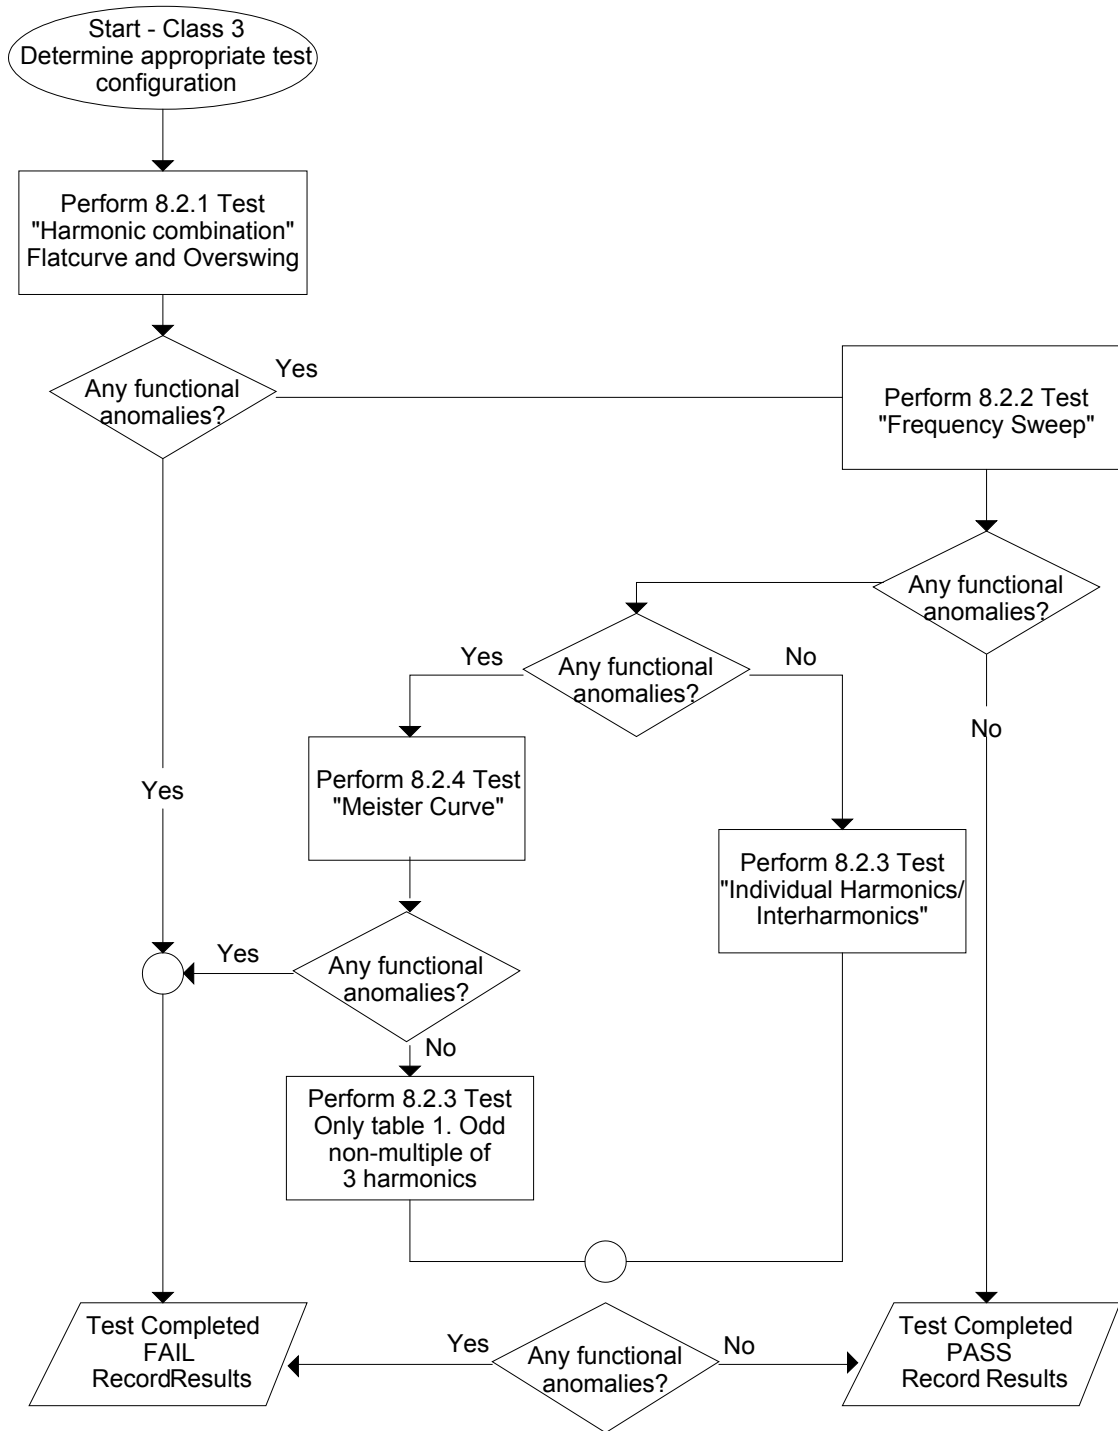 Start - Class 3
Determine appropriate test
configuration
Perform 8.2.1 Test
"Harmonic combination"
Flatcurve and Overswing
Any functional
anomalies?
Yes
Perform 8.2.2 Test
"Frequency Sweep"
Any functional
anomalies?
Yes
Any functional
anomalies?
No
No
Yes
Perform 8.2.4 Test
"Meister Curve"
Perform 8.2.3 Test
"Individual Harmonics/
Interharmonics"
Yes
Any functional
anomalies?
No
Perform 8.2.3 Test
Only table 1. Odd
non-multiple of
3 harmonics
Test Completed
FAIL
RecordResults
Yes
Any functional
anomalies?
No
Test Completed
PASS
Record Results